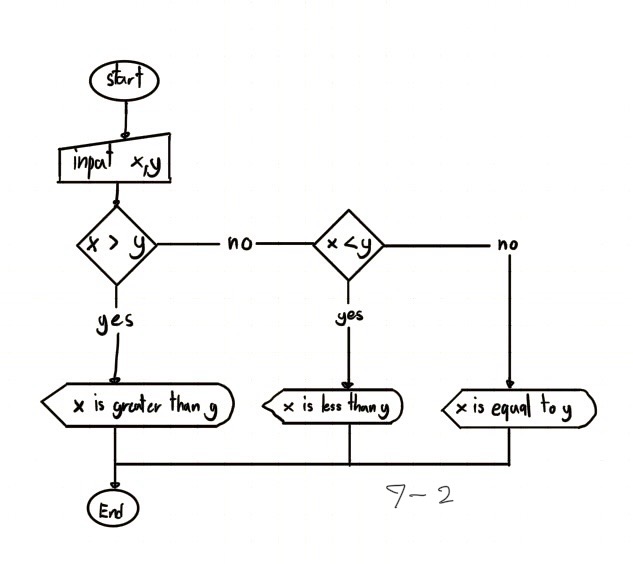 start
input x,y
x > y
no
x < y
no
yes
yes
x is greater than y
x is less than y
x is equal to y
7-2
End